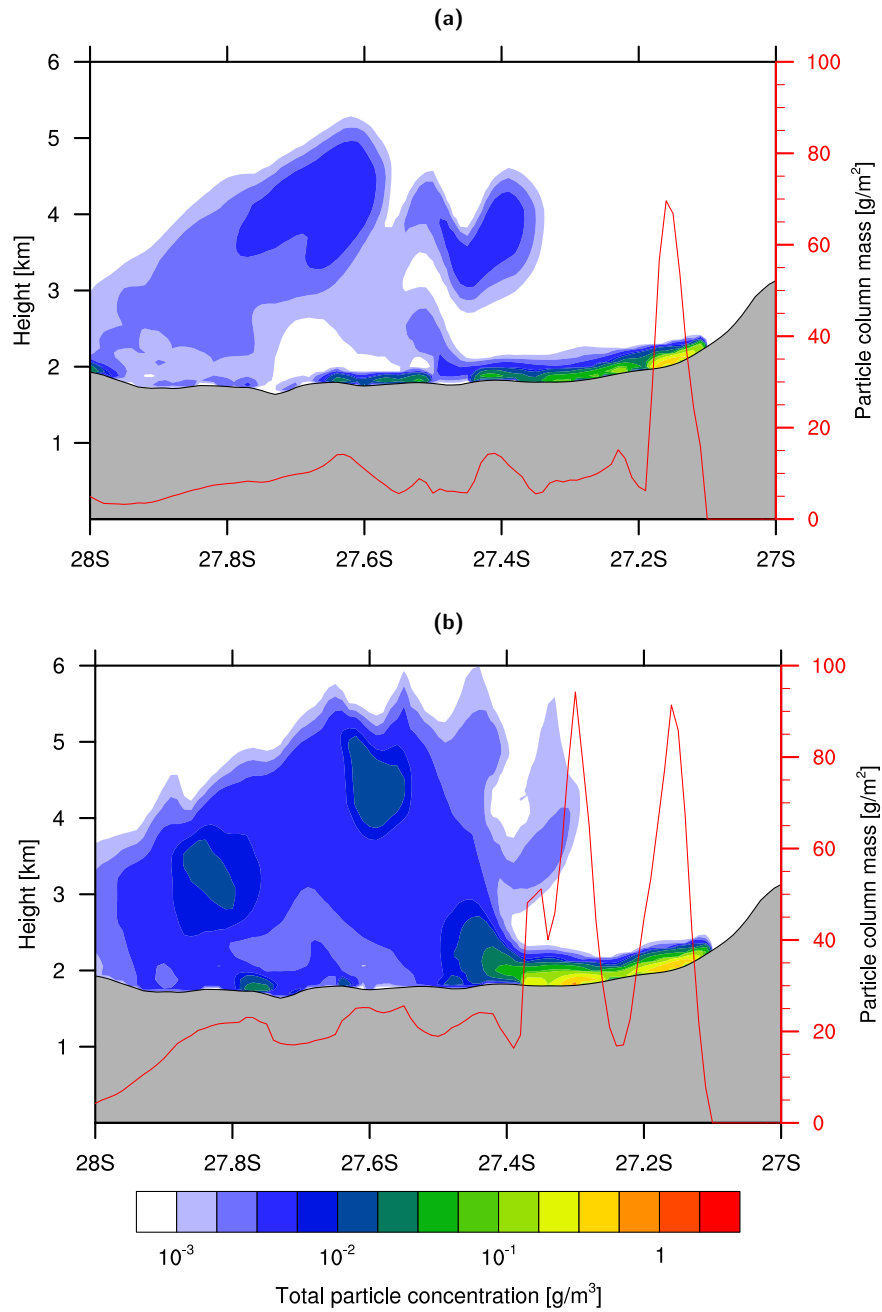 (a)
6
5
4
3
2
1
Height [km]
100
80
60
40
20
0
Particle column mass [g/m²]
28S 27.8S 27.6S 27.4S 27.2S 27S
(b)
6
5
4
3
2
1
Height [km]
100
80
60
40
20
0
Particle column mass [g/m²]
28S 27.8S 27.6S 27.4S 27.2S 27S
10⁻³ 10⁻² 10⁻¹ 1
Total particle concentration [g/m³]